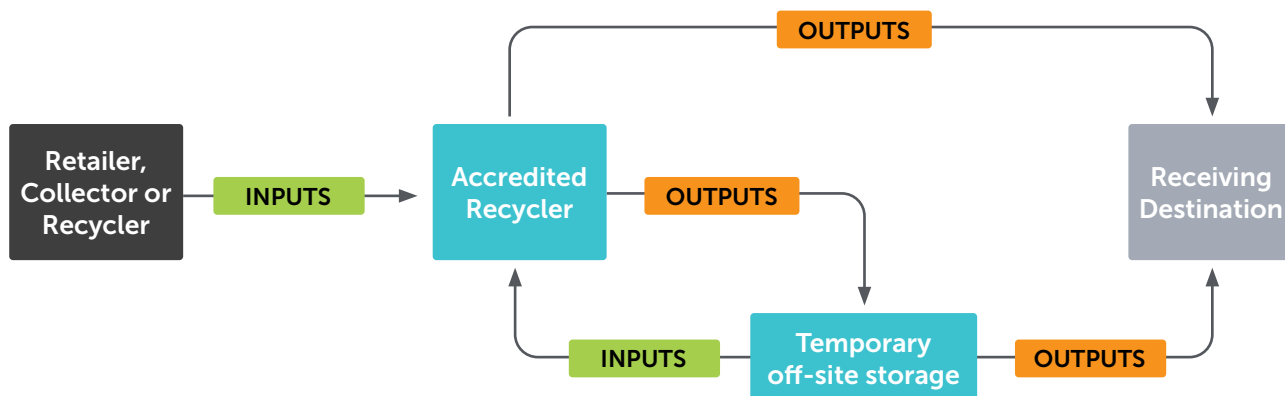 OUTPUTS
Retailer,
Collector or
Recycler
INPUTS
Accredited
Recycler
OUTPUTS
Receiving
Destination
INPUTS
Temporary
off-site storage
OUTPUTS